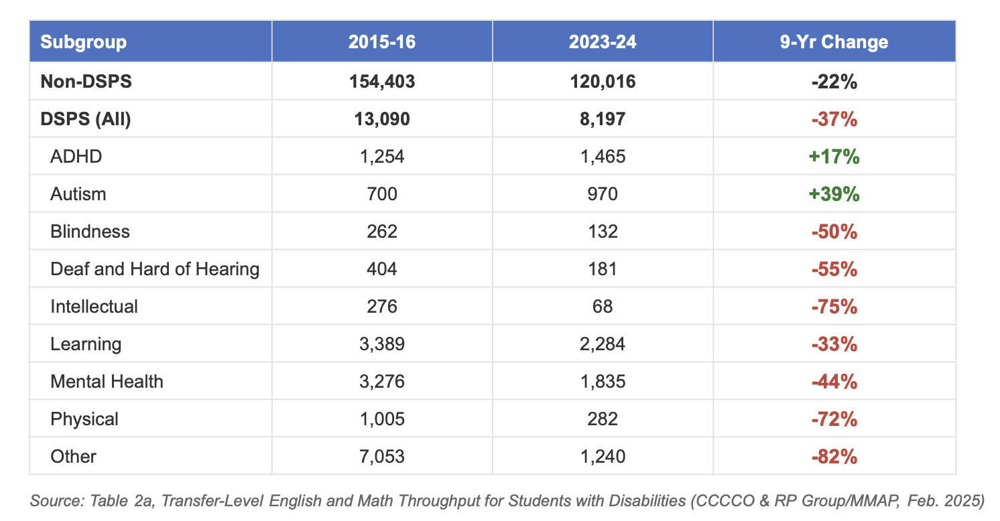 Subgroup 2015-16 2023-24 9-Yr Change
Non-DSPS 154,403 120,016 -22%
DSPS (All) 13,090 8,197 -37%
ADHD 1,254 1,465 +17%
Autism 700 970 +39%
Blindness 262 132 -50%
Deaf and Hard of Hearing 404 181 -55%
Intellectual 276 68 -75%
Learning 3,389 2,284 -33%
Mental Health 3,276 1,835 -44%
Physical 1,005 282 -72%
Other 7,053 1,240 -82%
Source: Table 2a, Transfer-Level English and Math Throughput for Students with Disabilities (CCCCO & RP Group/MMAP, Feb. 2025)